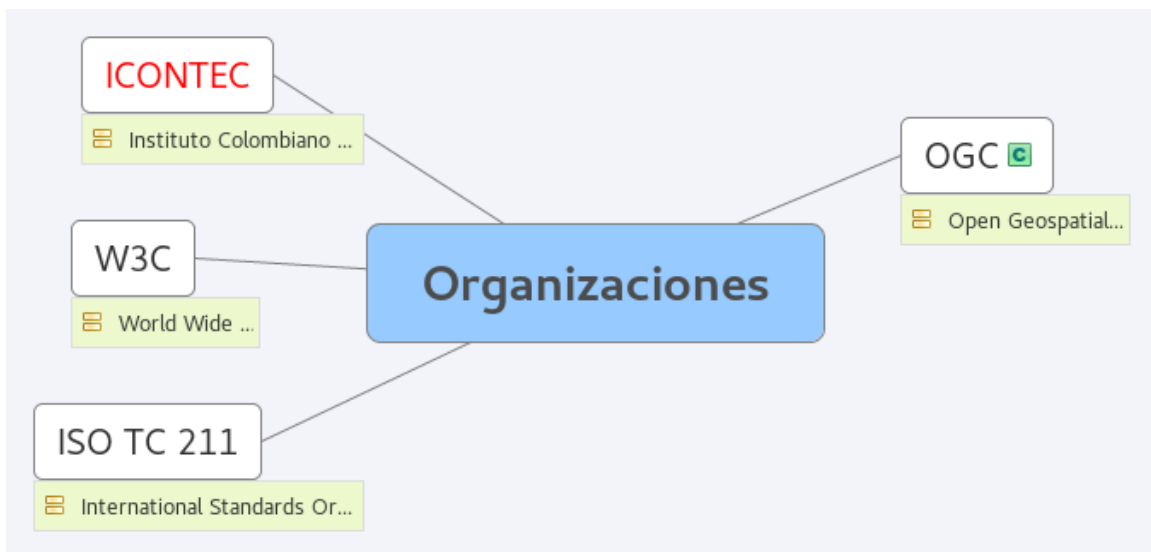 ICONTEC
Instituto Colombiano ...
OGC C
Open Geospatial...
W3C
World Wide ...
Organizaciones
ISO TC 211
International Standards Or...